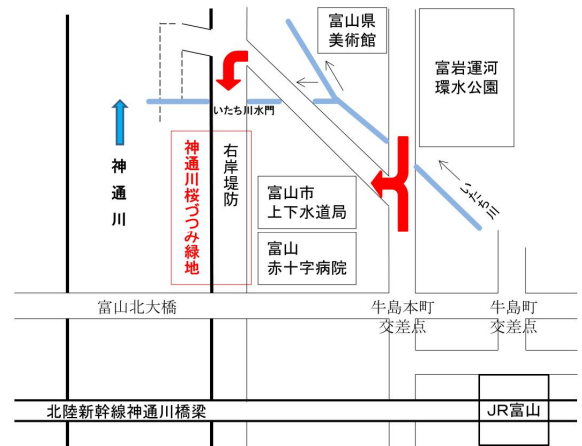 富山県
美術館
富岩運河
環水公園
いたち川水門
神通川
神通川桜づつみ緑地
右岸堤防
富山市
上下水道局
富山
赤十字病院
いたち川
富山北大橋
牛島本町
交差点
牛島町
交差点
北陸新幹線神通川橋梁
JR富山